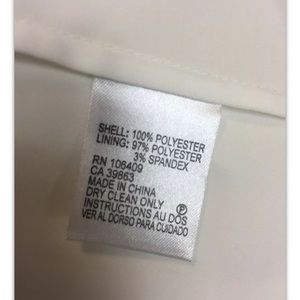 SHELL: 100% POLYESTER
LINING: 97% POLYESTER
3% SPANDEX
RN 106409
CA 39863
MADE IN CHINA
DRY CLEAN ONLY
INSTRUCTIONS AU DOS
VER AL DORSO PARA CUIDADO